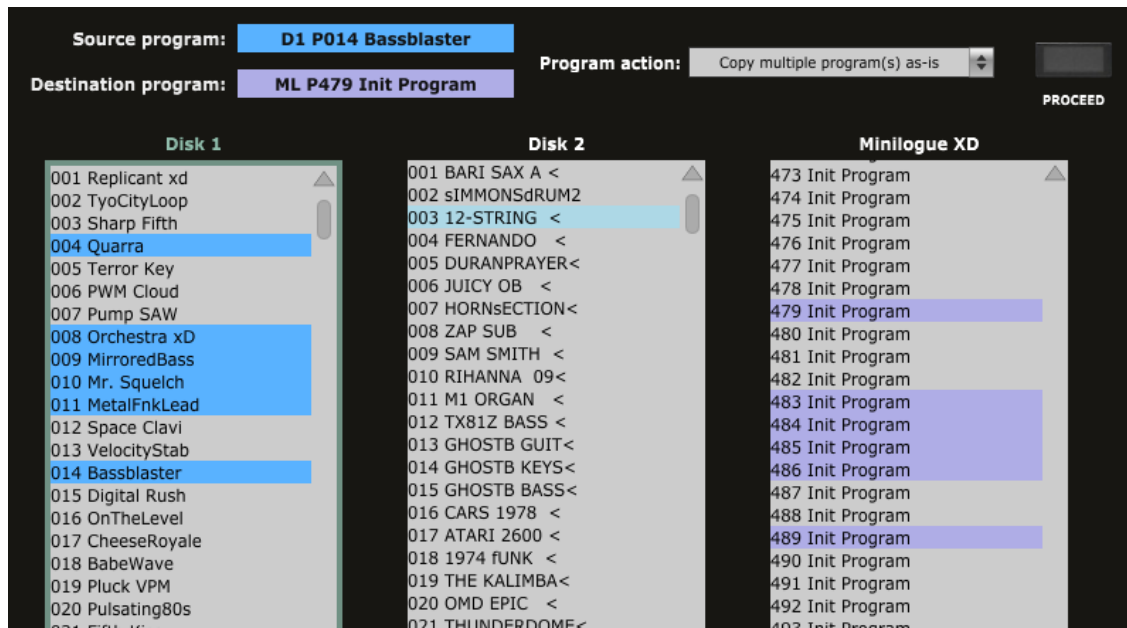 Source program: D1 P014 Bassblaster
Program action: Copy multiple program(s) as-is
Destination program: ML P479 Init Program
PROCEED
Disk 1
001 Replicant xd
002 TyoCityLoop
003 Sharp Fifth
004 Quarra
005 Terror Key
006 PWM Cloud
007 Pump SAW
008 Orchestra xD
009 MirroredBass
010 Mr. Squelch
011 MetalFnkLead
012 Space Clavi
013 VelocityStab
014 Bassblaster
015 Digital Rush
016 OnTheLevel
017 CheeseRoyale
018 BabeWave
019 Pluck VPM
020 Pulsating80s
Disk 2
001 BARI SAX A <
002 sIMMONSdRUM2
003 12-STRING <
004 FERNANDO <
005 DURANPRAYER<
006 JUICY OB <
007 HORNsECTION<
008 ZAP SUB <
009 SAM SMITH <
010 RIHANNA 09<
011 M1 ORGAN <
012 TX81Z BASS <
013 GHOSTB GUIT<
014 GHOSTB KEYS<
015 GHOSTB BASS<
016 CARS 1978 <
017 ATARI 2600 <
018 1974 fUNK <
019 THE KALIMBA<
020 OMD EPIC <
021 THUNDERDOME<
Minilogue XD
473 Init Program
474 Init Program
475 Init Program
476 Init Program
477 Init Program
478 Init Program
479 Init Program
480 Init Program
481 Init Program
482 Init Program
483 Init Program
484 Init Program
485 Init Program
486 Init Program
487 Init Program
488 Init Program
489 Init Program
490 Init Program
491 Init Program
492 Init Program
493 Init Program